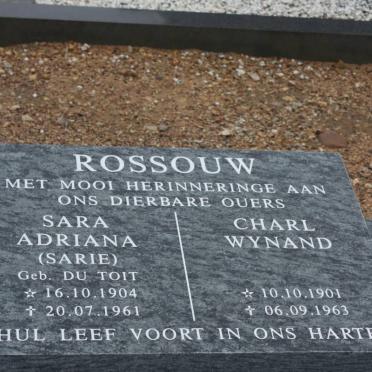 ROSSOUW
MET MOOI HERINNERINGE AAN
ONS DIERBARE OUERS
SARA
ADRIANA
(SARIE)
Geb. DU TOIT
☆ 16.10.1904
✝ 20.07.1961
CHARL
WYNAND
☆ 10.10.1901
✝ 06.09.1963
HUL LEEF VOORT IN ONS HARTE